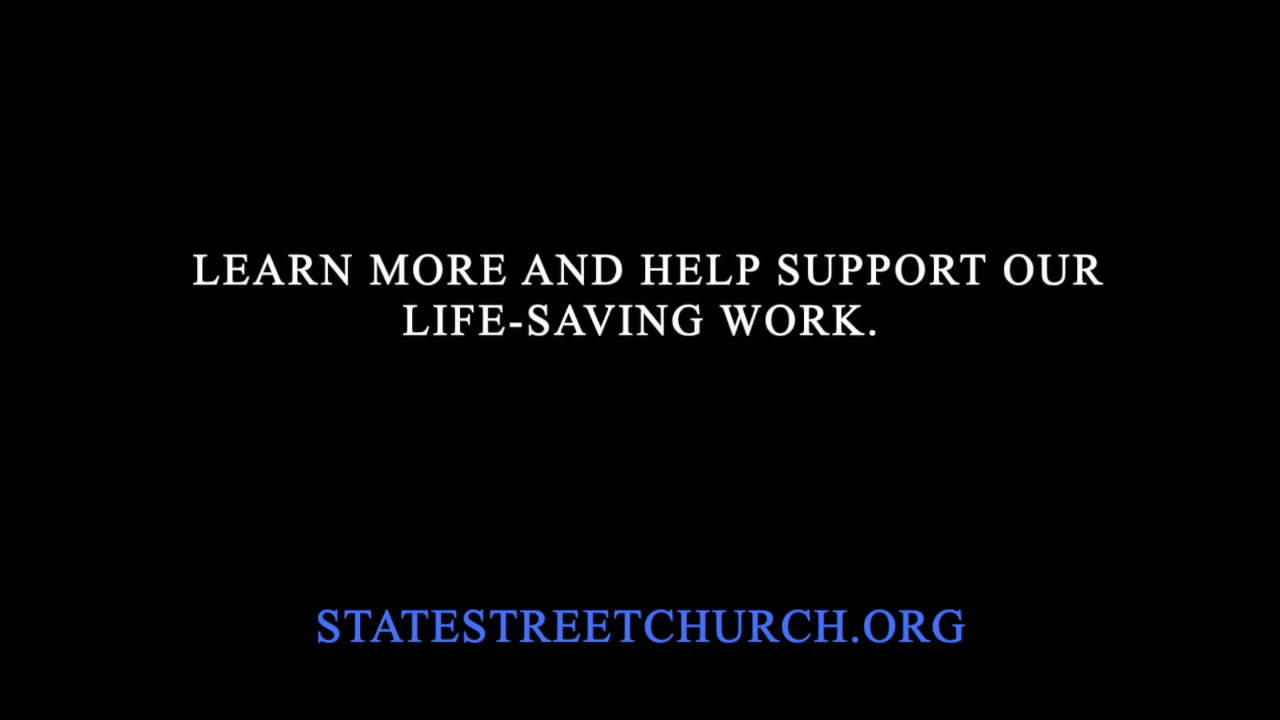 LEARN MORE AND HELP SUPPORT OUR
LIFE-SAVING WORK.
STATESTREETCHURCH.ORG